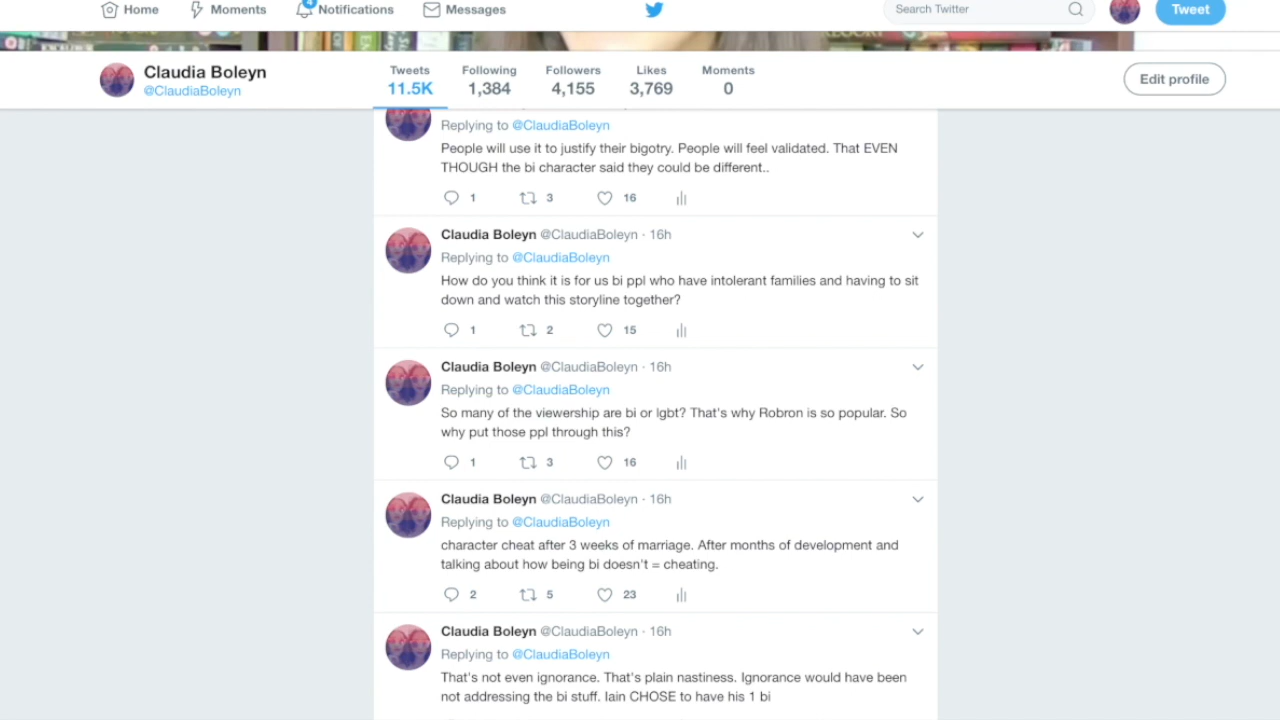 Home Moments 4 Notifications Messages Search Twitter Tweet
Claudia Boleyn
@ClaudiaBoleyn
Tweets Following Followers Likes Moments
11.5K 1,384 4,155 3,769 0
Edit profile
Replying to @ClaudiaBoleyn
People will use it to justify their bigotry. People will feel validated. That EVEN
THOUGH the bi character said they could be different..
1 3 16
Claudia Boleyn @ClaudiaBoleyn · 16h
Replying to @ClaudiaBoleyn
How do you think it is for us bi ppl who have intolerant families and having to sit
down and watch this storyline together?
1 2 15
Claudia Boleyn @ClaudiaBoleyn · 16h
Replying to @ClaudiaBoleyn
So many of the viewership are bi or lgbt? That's why Robron is so popular. So
why put those ppl through this?
1 3 16
Claudia Boleyn @ClaudiaBoleyn · 16h
Replying to @ClaudiaBoleyn
character cheat after 3 weeks of marriage. After months of development and
talking about how being bi doesn't = cheating.
2 5 23
Claudia Boleyn @ClaudiaBoleyn · 16h
Replying to @ClaudiaBoleyn
That's not even ignorance. That's plain nastiness. Ignorance would have been
not addressing the bi stuff. Iain CHOSE to have his 1 bi